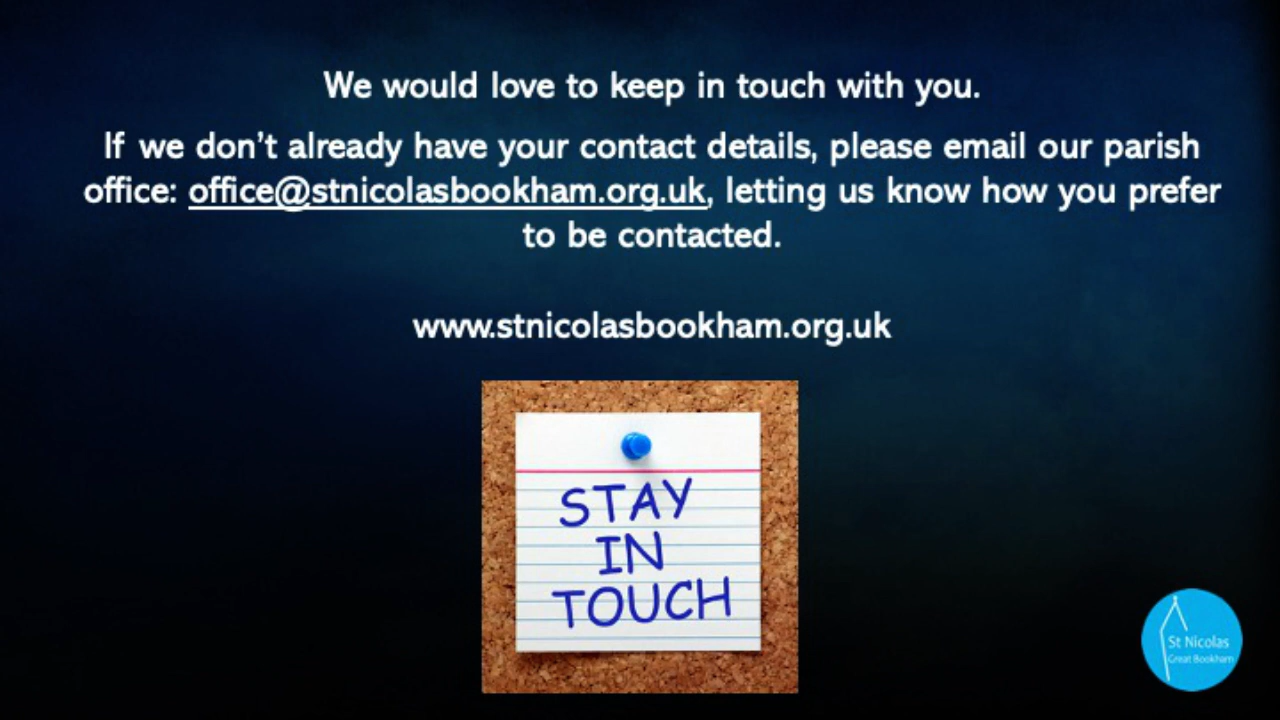 We would love to keep in touch with you.
If we don't already have your contact details, please email our parish
office: office@stnicolasbookham.org.uk, letting us know how you prefer
to be contacted.
www.stnicolasbookham.org.uk
STAY
IN
TOUCH
St Nicolas
Great Bookham